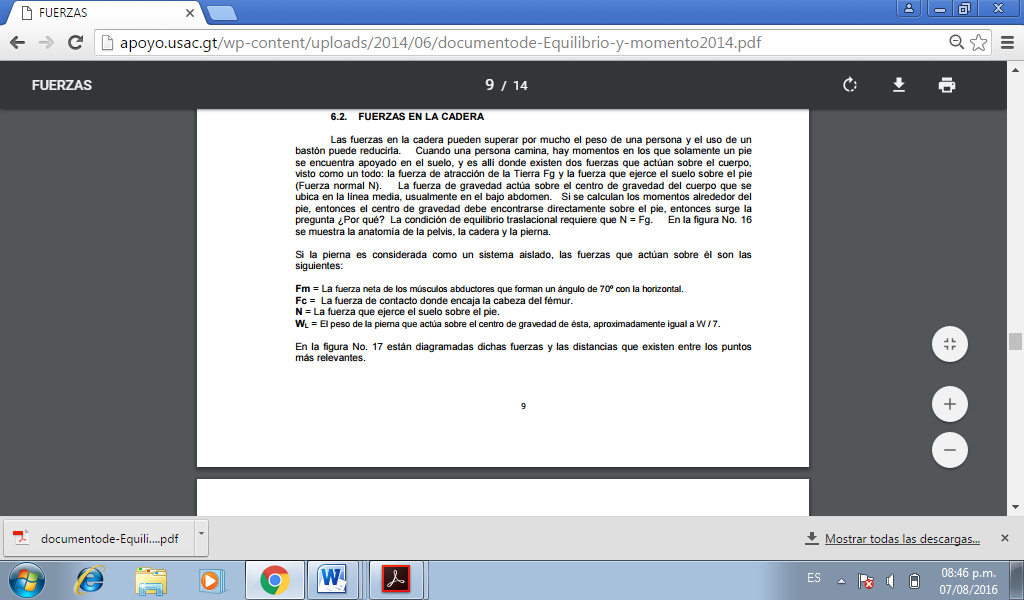 FUERZAS
apoyo.usac.gt/wp-content/uploads/2014/06/documentode-Equilibrio-y-momento2014.pdf
FUERZAS 9 / 14
6.2. FUERZAS EN LA CADERA
Las fuerzas en la cadera pueden superar por mucho el peso de una persona y el uso de un
bastón puede reducirla. Cuando una persona camina, hay momentos en los que solamente un pie
se encuentra apoyado en el suelo, y es allí donde existen dos fuerzas que actúan sobre el cuerpo,
visto como un todo: la fuerza de atracción de la Tierra Fg y la fuerza que ejerce el suelo sobre el pie
(Fuerza normal N). La fuerza de gravedad actúa sobre el centro de gravedad del cuerpo que se
ubica en la línea media, usualmente en el bajo abdomen. Si se calculan los momentos alrededor del
pie, entonces el centro de gravedad debe encontrarse directamente sobre el pie, entonces surge la
pregunta ¿Por qué? La condición de equilibrio traslacional requiere que N = Fg. En la figura No. 16
se muestra la anatomía de la pelvis, la cadera y la pierna.
Si la pierna es considerada como un sistema aislado, las fuerzas que actúan sobre él son las
siguientes:
Fm = La fuerza neta de los músculos abductores que forman un ángulo de 70º con la horizontal.
Fc = La fuerza de contacto donde encaja la cabeza del fémur.
N = La fuerza que ejerce el suelo sobre el pie.
WL = El peso de la pierna que actúa sobre el centro de gravedad de ésta, aproximadamente igual a W / 7.
En la figura No. 17 están diagramadas dichas fuerzas y las distancias que existen entre los puntos
más relevantes.
9
documentode-Equili....pdf
Mostrar todas las descargas...
ES
08:46 p.m.
07/08/2016